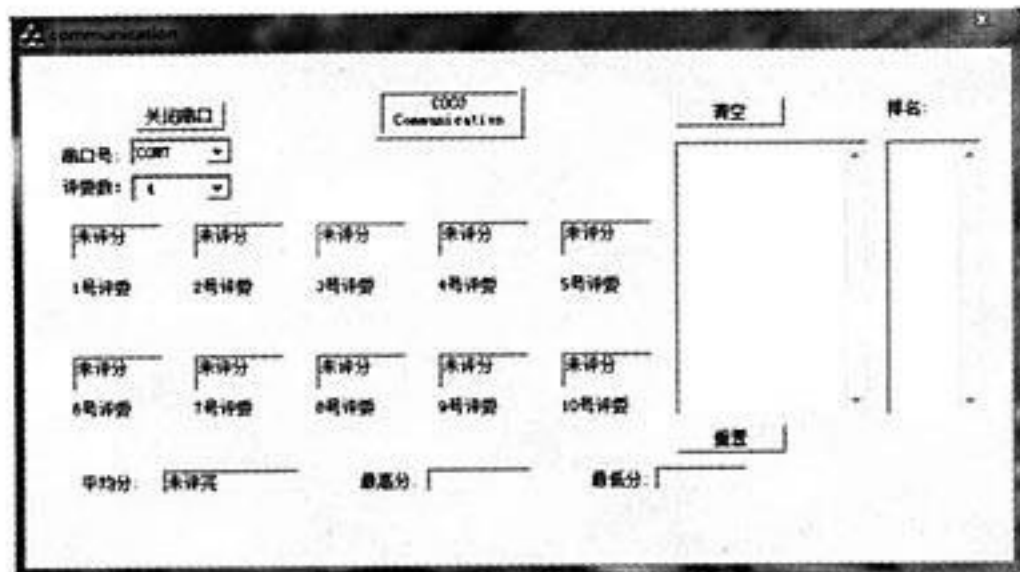 communication
关闭串口
COCO
Communication
清空
排名:
串口号: COM7
评委数: 4
未评分 未评分 未评分 未评分 未评分
1号评委 2号评委 3号评委 4号评委 5号评委
未评分 未评分 未评分 未评分 未评分
6号评委 7号评委 8号评委 9号评委 10号评委
重置
平均分: 未评完 最高分: 最低分: